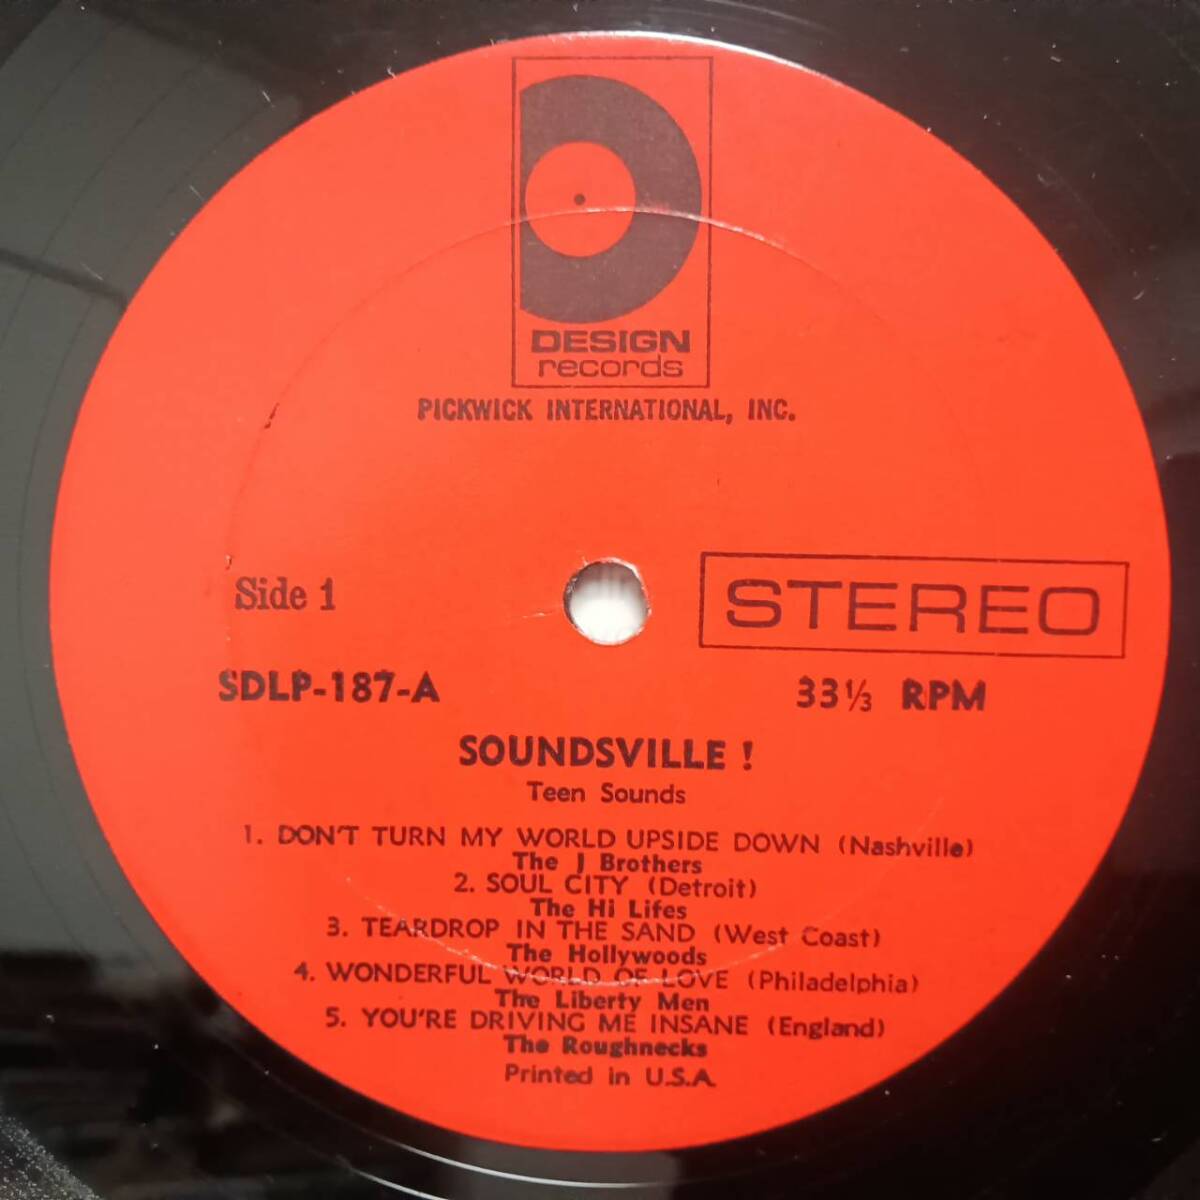 DESIGN
records
PICKWICK INTERNATIONAL, INC.
Side 1
STEREO
SDLP-187-A
33 1/3 RPM
SOUNDSVILLE !
Teen Sounds
1. DON'T TURN MY WORLD UPSIDE DOWN (Nashville)
The J Brothers
2. SOUL CITY (Detroit)
The Hi Lifes
3. TEARDROP IN THE SAND (West Coast)
The Hollywoods
4. WONDERFUL WORLD OF LOVE (Philadelphia)
The Liberty Men
5. YOU'RE DRIVING ME INSANE (England)
The Roughnecks
Printed in U.S.A.